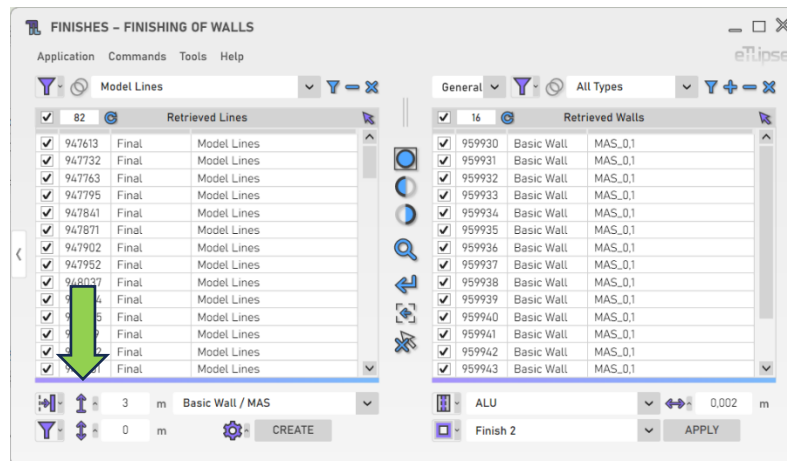 FINISHES – FINISHING OF WALLS
Application Commands Tools Help
eTLipse
Model Lines
General All Types
82 Retrieved Lines
947613 Final Model Lines
947732 Final Model Lines
947763 Final Model Lines
947795 Final Model Lines
947841 Final Model Lines
947871 Final Model Lines
947902 Final Model Lines
947952 Final Model Lines
948037 Final Model Lines
Final Model Lines
Final Model Lines
Final Model Lines
Final Model Lines
Final Model Lines
16 Retrieved Walls
959930 Basic Wall MAS_0,1
959931 Basic Wall MAS_0,1
959932 Basic Wall MAS_0,1
959933 Basic Wall MAS_0,1
959934 Basic Wall MAS_0,1
959935 Basic Wall MAS_0,1
959936 Basic Wall MAS_0,1
959937 Basic Wall MAS_0,1
959938 Basic Wall MAS_0,1
959939 Basic Wall MAS_0,1
959940 Basic Wall MAS_0,1
959941 Basic Wall MAS_0,1
959942 Basic Wall MAS_0,1
959943 Basic Wall MAS_0,1
3 m Basic Wall / MAS
0 m CREATE
ALU 0,002 m
Finish 2 APPLY